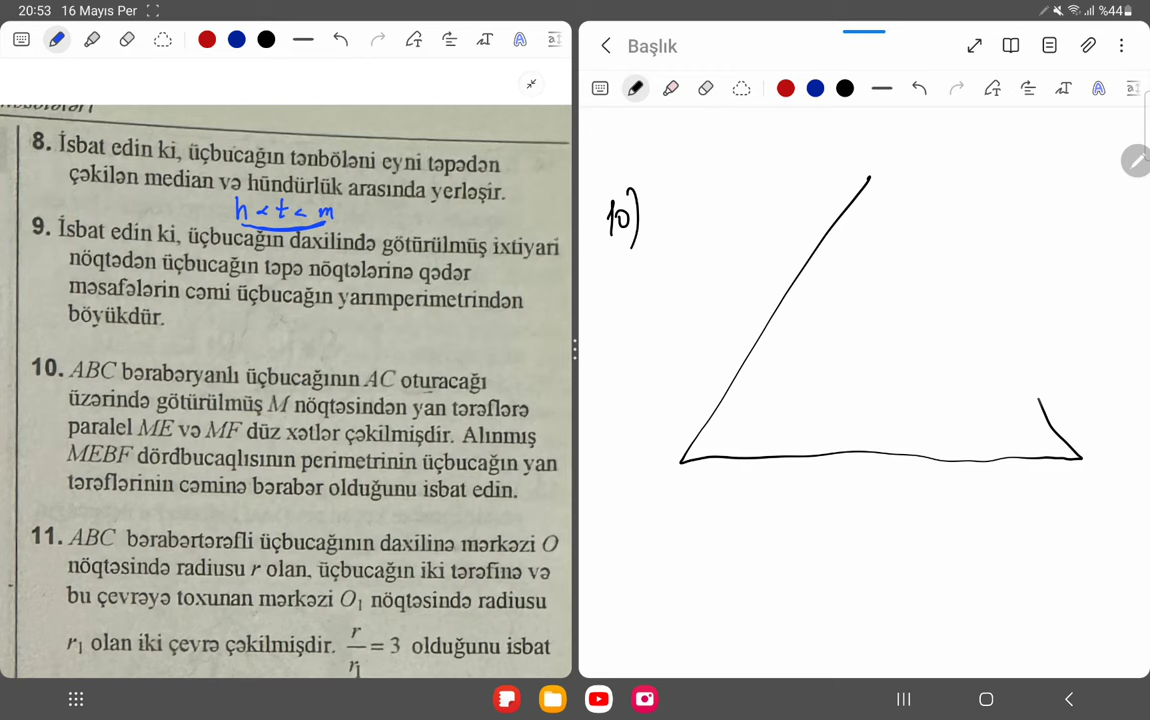 20:53 16 Mayıs Per
%44
Başlık
8. İsbat edin ki, üçbucağın tənböləni eyni təpədən
çəkilən median və hündürlük arasında yerləşir.
h < t < m
9. İsbat edin ki, üçbucağın daxilində götürülmüş ixtiyari
nöqtədən üçbucağın təpə nöqtələrinə qədər
məsafələrin cəmi üçbucağın yarımperimetrindən
böyükdür.
10. ABC bərabəryanlı üçbucağının AC oturacağı
üzərində götürülmüş M nöqtəsindən yan tərəflərə
paralel ME və MF düz xətlər çəkilmişdir. Alınmış
MEBF dördbucaqlısının perimetrinin üçbucağın yan
tərəflərinin cəminə bərabər olduğunu isbat edin.
11. ABC bərabərtərəfli üçbucağının daxilinə mərkəzi O
nöqtəsində radiusu r olan, üçbucağın iki tərəfinə və
bu çevrəyə toxunan mərkəzi O₁ nöqtəsində radiusu
r₁ olan iki çevrə çəkilmişdir. r/r₁ = 3 olduğunu isbat
10)